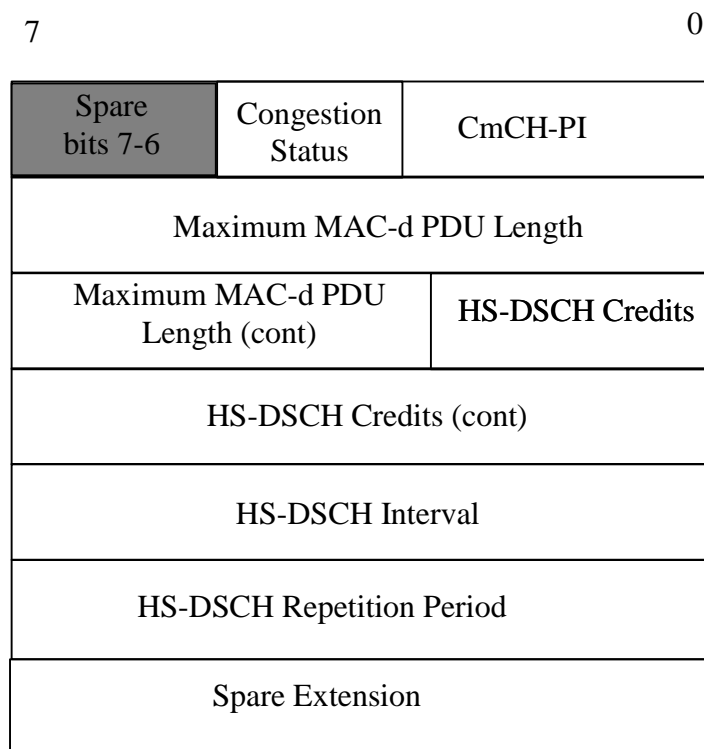 7 0
Spare
bits 7-6
Congestion
Status
CmCH-PI
Maximum MAC-d PDU Length
Maximum MAC-d PDU
Length (cont)
HS-DSCH Credits
HS-DSCH Credits (cont)
HS-DSCH Interval
HS-DSCH Repetition Period
Spare Extension